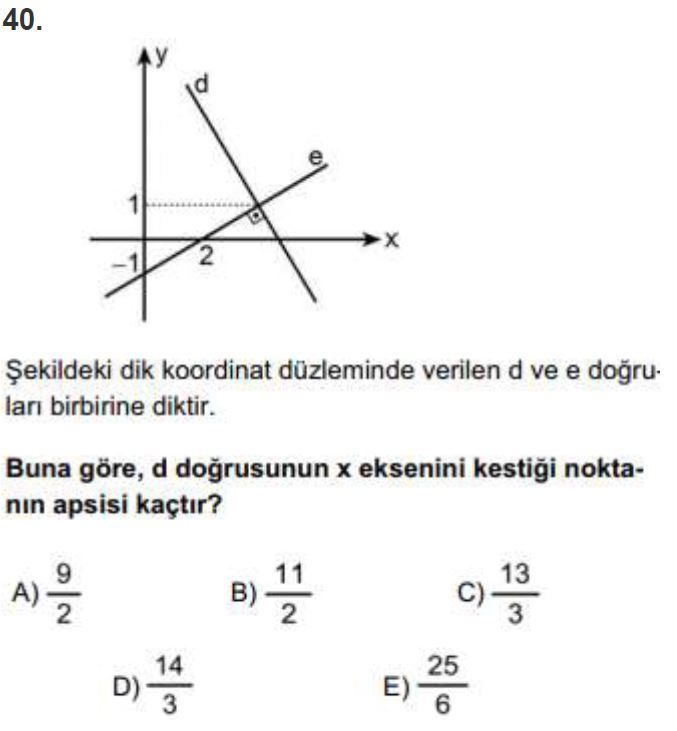 40.
y
d
e
1
x
2
–1
Şekildeki dik koordinat düzleminde verilen d ve e doğru-
ları birbirine diktir.
Buna göre, d doğrusunun x eksenini kestiği nokta-
nın apsisi kaçtır?
A) 9/2 B) 11/2 C) 13/3
D) 14/3 E) 25/6